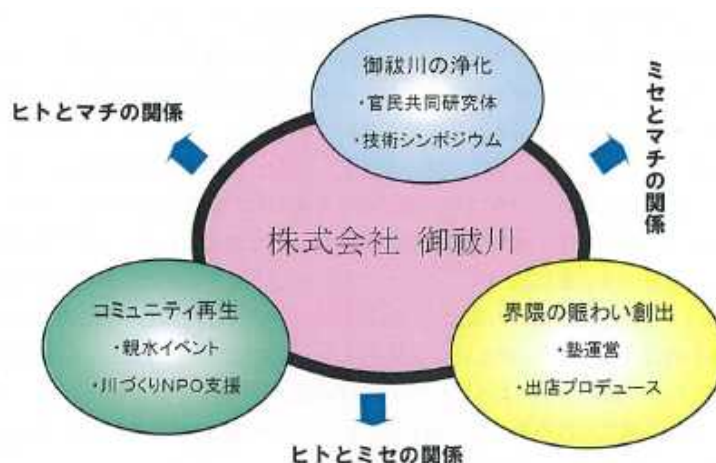 御祓川の浄化
・官民共同研究体
・技術シンポジウム
ヒトとマチの関係
ミセとマチの関係
株式会社 御祓川
コミュニティ再生
・親水イベント
・川づくりNPO支援
界隈の賑わい創出
・塾運営
・出店プロデュース
ヒトとミセの関係